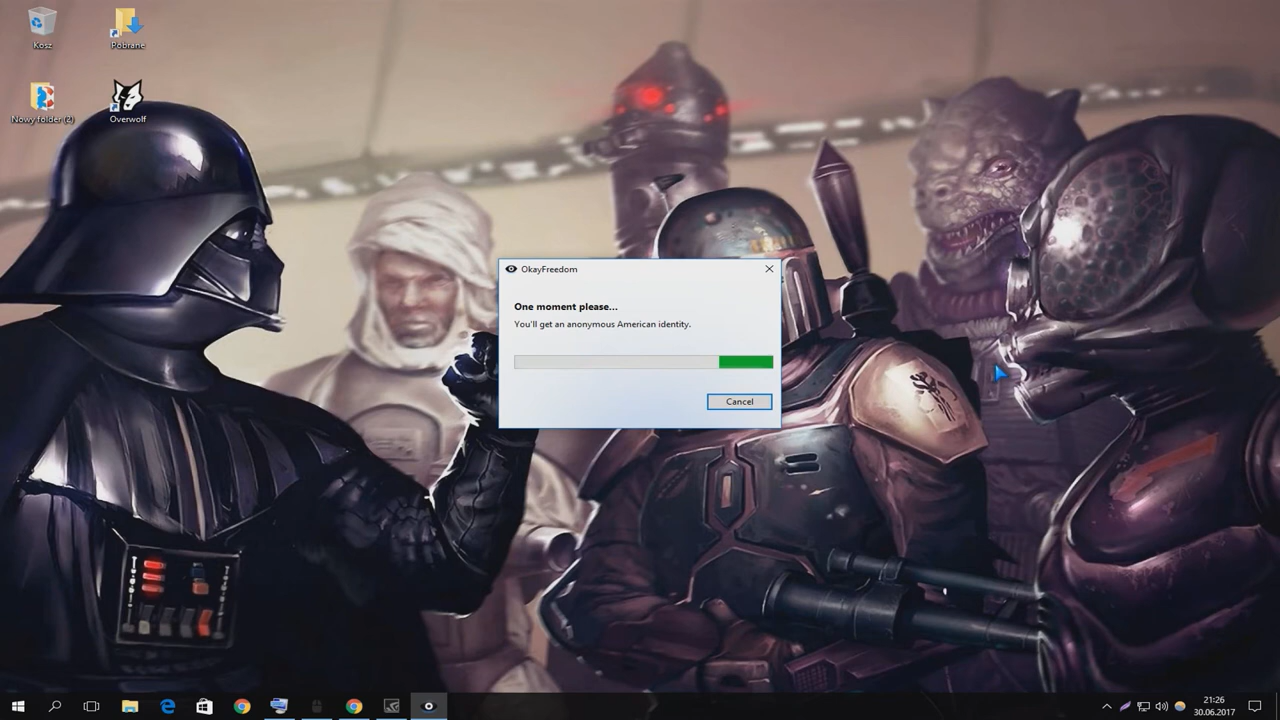 Kosz
Pobrane
Nowy folder (2)
Overwolf
OkayFreedom
One moment please...
You'll get an anonymous American identity.
Cancel
21:26
30.06.2017